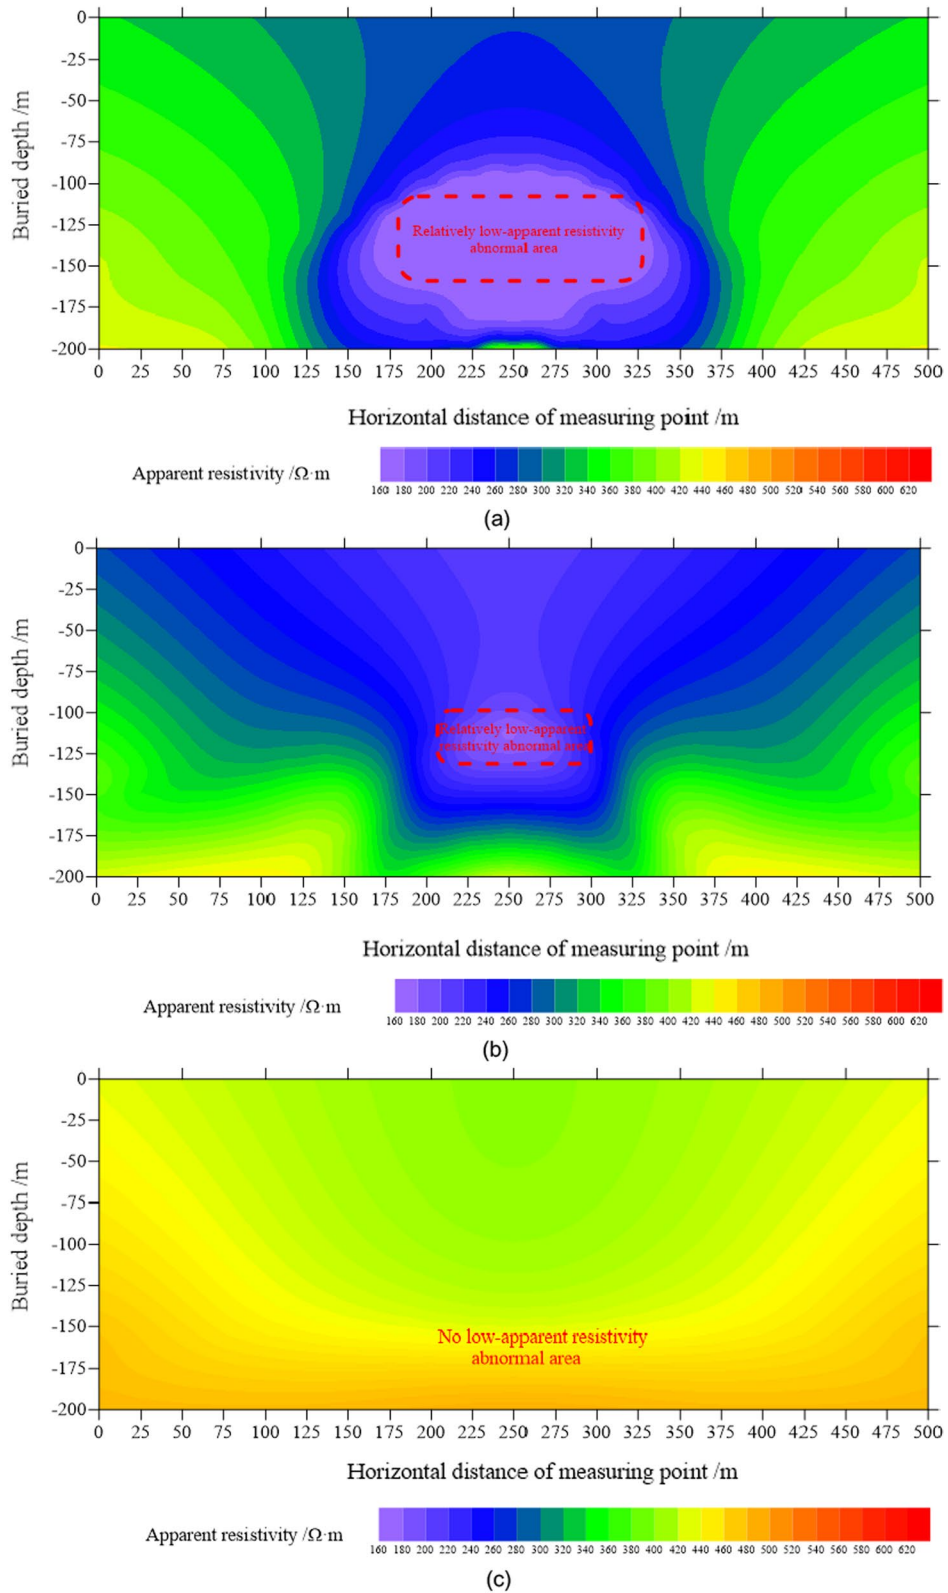 0
-25
-50
-75
-100
-125
-150
-175
-200
Buried depth /m
Relatively low-apparent resistivity
abnormal area
0 25 50 75 100 125 150 175 200 225 250 275 300 325 350 375 400 425 450 475 500
Horizontal distance of measuring point /m
Apparent resistivity /Ω·m
160 180 200 220 240 260 280 300 320 340 360 380 400 420 440 460 480 500 520 540 560 580 600 620
(a)
0
-25
-50
-75
-100
-125
-150
-175
-200
Buried depth /m
Relatively low-apparent
resistivity abnormal area
0 25 50 75 100 125 150 175 200 225 250 275 300 325 350 375 400 425 450 475 500
Horizontal distance of measuring point /m
Apparent resistivity /Ω·m
160 180 200 220 240 260 280 300 320 340 360 380 400 420 440 460 480 500 520 540 560 580 600 620
(b)
0
-25
-50
-75
-100
-125
-150
-175
-200
Buried depth /m
No low-apparent resistivity
abnormal area
0 25 50 75 100 125 150 175 200 225 250 275 300 325 350 375 400 425 450 475 500
Horizontal distance of measuring point /m
Apparent resistivity /Ω·m
160 180 200 220 240 260 280 300 320 340 360 380 400 420 440 460 480 500 520 540 560 580 600 620
(c)